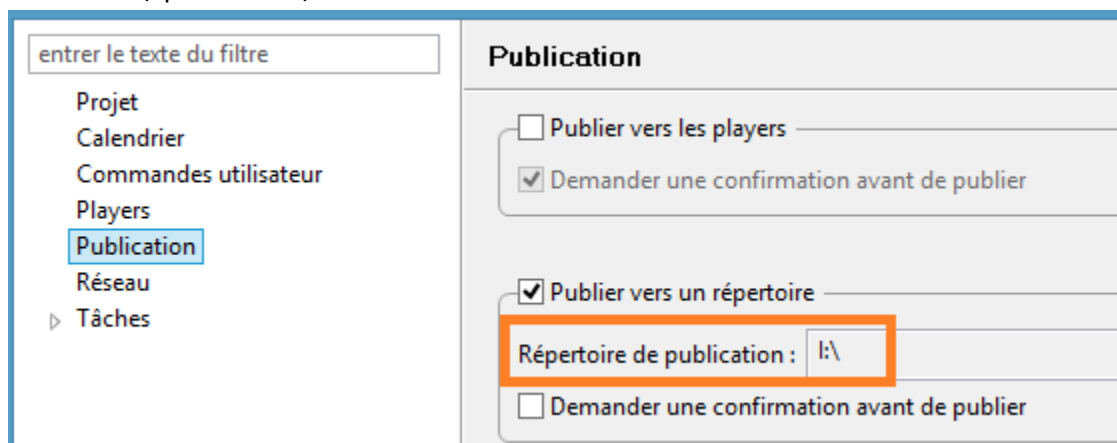 entrer le texte du filtre
Projet
Calendrier
Commandes utilisateur
Players
Publication
Réseau
Tâches
Publication
Publier vers les players
Demander une confirmation avant de publier
Publier vers un répertoire
Répertoire de publication : I:\
Demander une confirmation avant de publier